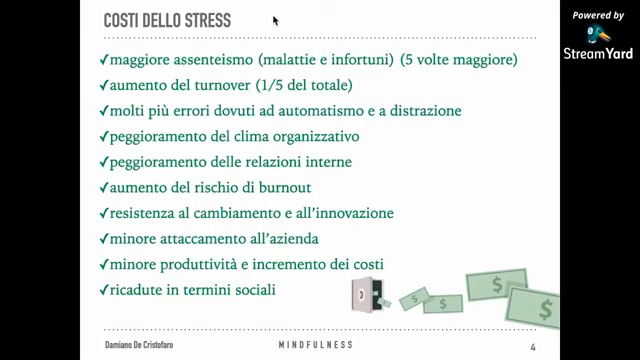 COSTI DELLO STRESS
Powered by
StreamYard
✓maggiore assenteismo (malattie e infortuni) (5 volte maggiore)
✓aumento del turnover (1/5 del totale)
✓molti più errori dovuti ad automatismo e a distrazione
✓peggioramento del clima organizzativo
✓peggioramento delle relazioni interne
✓aumento del rischio di burnout
✓resistenza al cambiamento e all'innovazione
✓minore attaccamento all'azienda
✓minore produttività e incremento dei costi
✓ricadute in termini sociali
$ $ $ $
Damiano De Cristofaro
MINDFULNESS
4